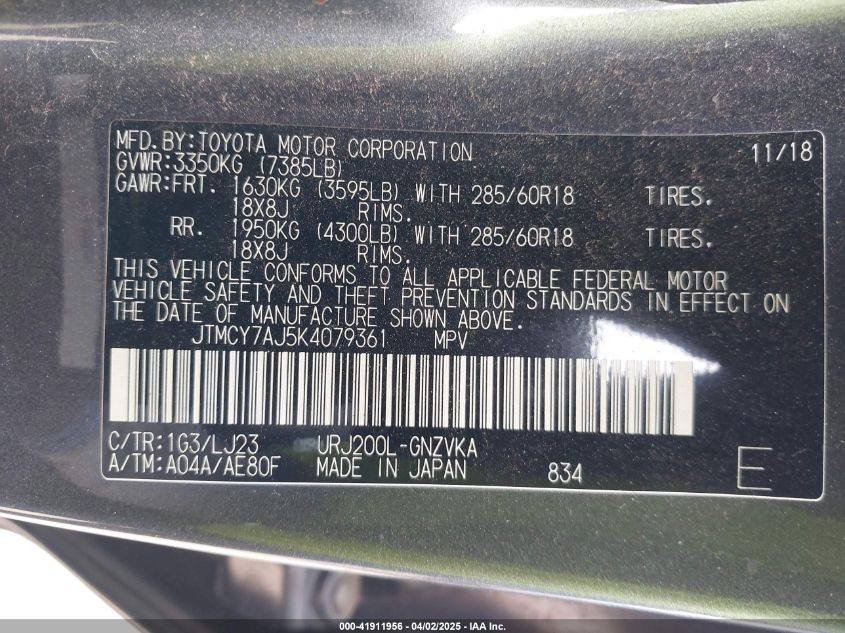 MFD. BY: TOYOTA MOTOR CORPORATION 11/18
GVWR: 3350KG (7385LB)
GAWR: FRT. 1630KG (3595LB) WITH 285/60R18 TIRES.
18X8J RIMS.
RR. 1950KG (4300LB) WITH 285/60R18 TIRES.
18X8J RIMS.
THIS VEHICLE CONFORMS TO ALL APPLICABLE FEDERAL MOTOR
VEHICLE SAFETY AND THEFT PREVENTION STANDARDS IN EFFECT ON
THE DATE OF MANUFACTURE SHOWN ABOVE.
JTMCY7AJ5K4079361 MPV
C/TR: 1G3/LJ23 URJ200L-GNZVKA
A/TM: A04A/AE80F MADE IN JAPAN 834 E
000-41911956 - 04/02/2025 - IAA Inc.